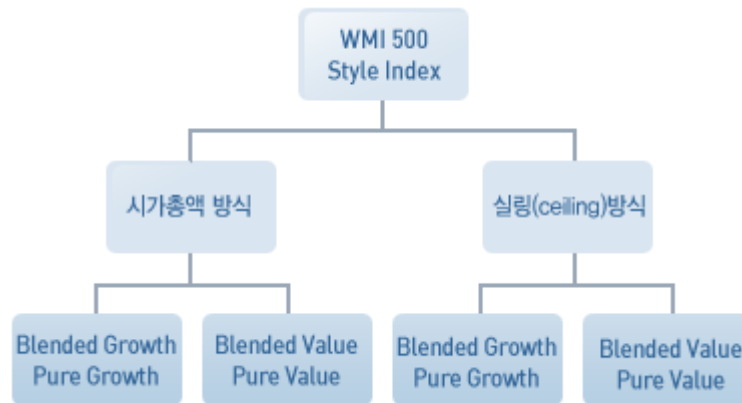 WMI 500
Style Index
시가총액 방식
실링(ceiling)방식
Blended Growth
Pure Growth
Blended Value
Pure Value
Blended Growth
Pure Growth
Blended Value
Pure Value